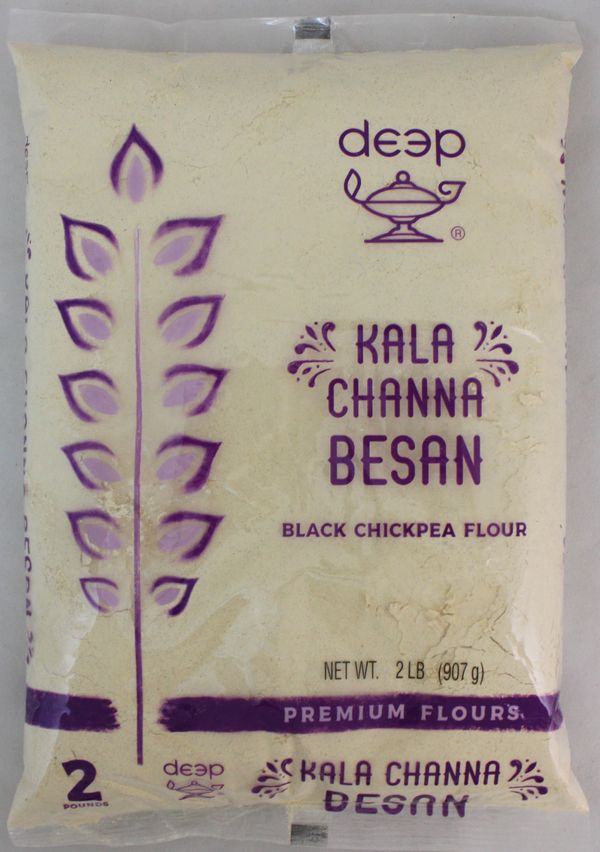 deep
®
KALA
CHANNA
BESAN
BLACK CHICKPEA FLOUR
NET WT. 2 LB (907 g)
PREMIUM FLOURS
2
POUNDS
deep
KALA CHANNA
BESAN